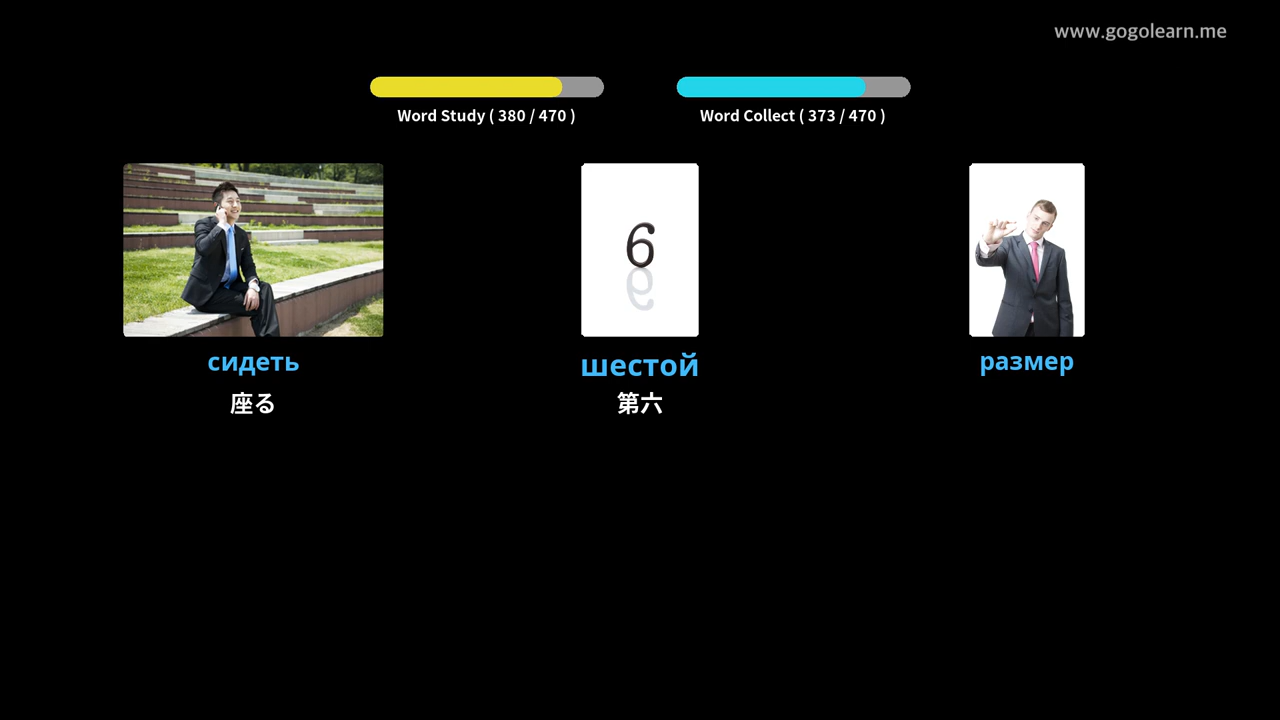 www.gogolearn.me
Word Study ( 380 / 470 )
Word Collect ( 373 / 470 )
6
сидеть
шестой
размер
座る
第六